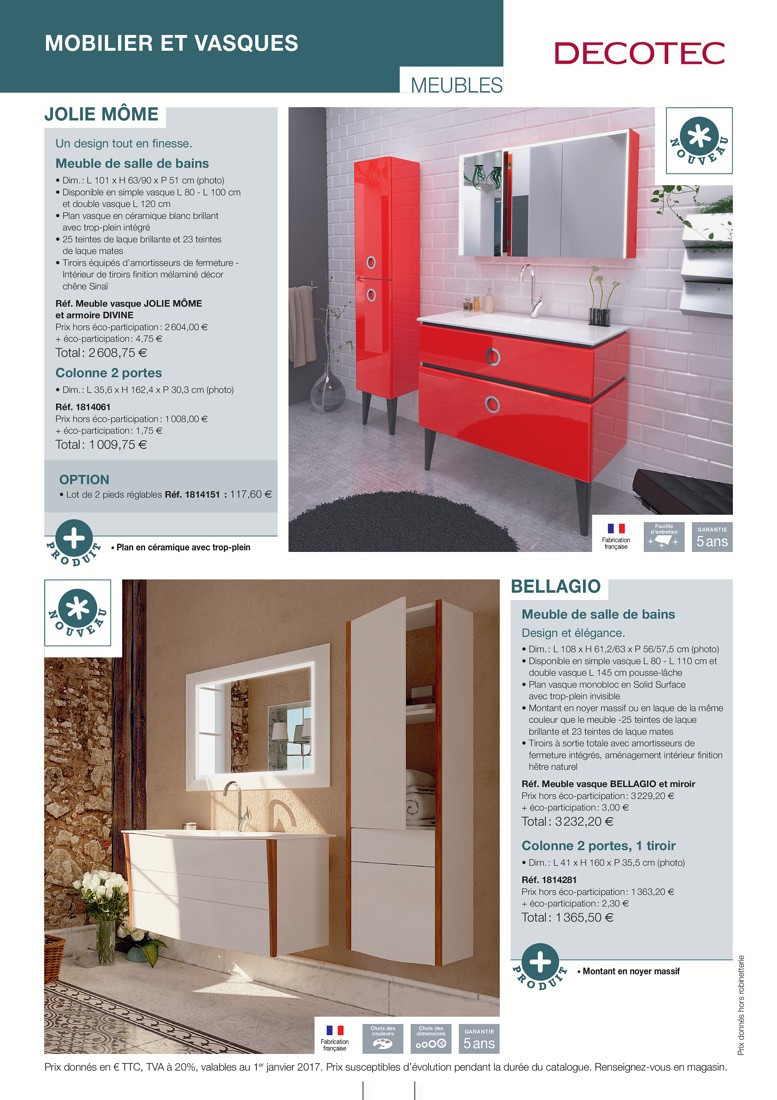 MOBILIER ET VASQUES
DECOTEC
MEUBLES
JOLIE MÔME
Un design tout en finesse.
Meuble de salle de bains
• Dim. : L 101 x H 63/90 x P 51 cm (photo)
• Disponible en simple vasque L 80 - L 100 cm
et double vasque L 120 cm
• Plan vasque en céramique blanc brillant
avec trop-plein intégré
• 25 teintes de laque brillante et 23 teintes
de laque mates
• Tiroirs équipés d'amortisseurs de fermeture -
Intérieur de tiroirs finition mélaminé décor
chêne Sinaï
Réf. Meuble vasque JOLIE MÔME
et armoire DIVINE
Prix hors éco-participation : 2 604,00 €
+ éco-participation : 4,75 €
Total : 2 608,75 €
Colonne 2 portes
• Dim. : L 35,6 x H 162,4 x P 30,3 cm (photo)
Réf. 1814061
Prix hors éco-participation : 1 008,00 €
+ éco-participation : 1,75 €
Total : 1 009,75 €
OPTION
• Lot de 2 pieds réglables Réf. 1814151 : 117,60 €
PRODUIT
• Plan en céramique avec trop-plein
NOUVEAU
Fabrication
française
Facilité
d'entretien
GARANTIE
5 ans
NOUVEAU
BELLAGIO
Meuble de salle de bains
Design et élégance.
• Dim. : L 108 x H 61,2/63 x P 56/57,5 cm (photo)
• Disponible en simple vasque L 80 - L 110 cm et
double vasque L 145 cm pousse-lâche
• Plan vasque monobloc en Solid Surface
avec trop-plein invisible
• Montant en noyer massif ou en laque de la même
couleur que le meuble -25 teintes de laque
brillante et 23 teintes de laque mates
• Tiroirs à sortie totale avec amortisseurs de
fermeture intégrés, aménagement intérieur finition
hêtre naturel
Réf. Meuble vasque BELLAGIO et miroir
Prix hors éco-participation : 3 229,20 €
+ éco-participation : 3,00 €
Total : 3 232,20 €
Colonne 2 portes, 1 tiroir
• Dim. : L 41 x H 160 x P 35,5 cm (photo)
Réf. 1814281
Prix hors éco-participation : 1 363,20 €
+ éco-participation : 2,30 €
Total : 1 365,50 €
PRODUIT
• Montant en noyer massif
Fabrication
française
Choix des
couleurs
Choix des
dimensions
GARANTIE
5 ans
Prix donnés hors robinetterie
Prix donnés en € TTC, TVA à 20%, valables au 1er janvier 2017. Prix susceptibles d'évolution pendant la durée du catalogue. Renseignez-vous en magasin.